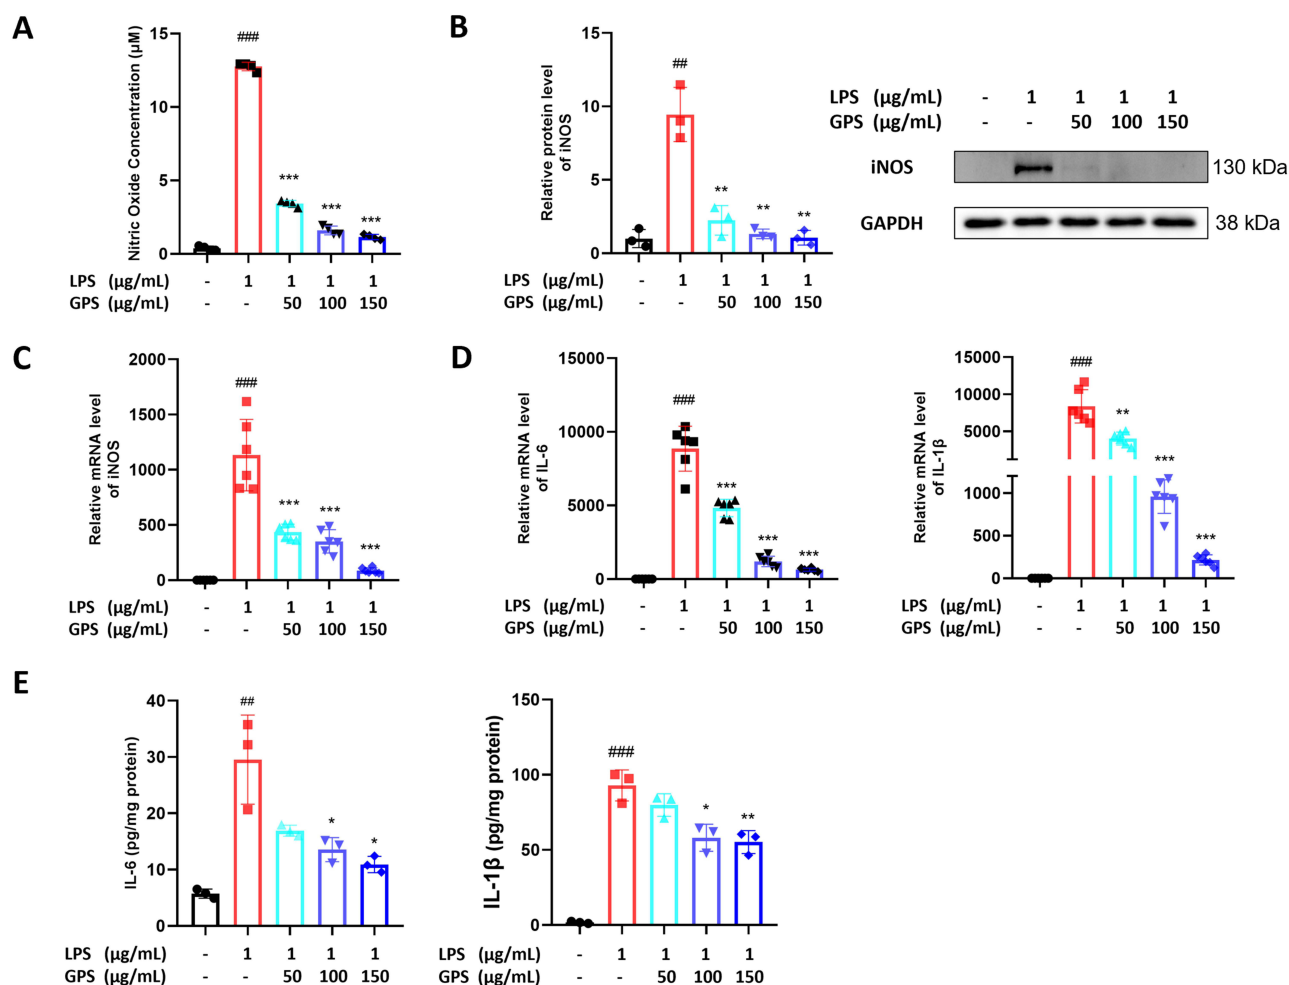 A
Nitric Oxide Concentration (μM)
15
10
5
0
###
***
***
***
LPS (μg/mL) - 1 1 1 1
GPS (μg/mL) - - 50 100 150
B
Relative protein level
of iNOS
15
10
5
0
##
**
**
**
LPS (μg/mL) - 1 1 1 1
GPS (μg/mL) - - 50 100 150
LPS (μg/mL) - 1 1 1 1
GPS (μg/mL) - - 50 100 150
iNOS 130 kDa
GAPDH 38 kDa
C
Relative mRNA level
of iNOS
2000
1500
1000
500
0
###
***
***
***
LPS (μg/mL) - 1 1 1 1
GPS (μg/mL) - - 50 100 150
D
Relative mRNA level
of IL-6
15000
10000
5000
0
###
***
***
***
LPS (μg/mL) - 1 1 1 1
GPS (μg/mL) - - 50 100 150
Relative mRNA level
of IL-1β
15000
10000
5000
1000
500
0
###
**
***
***
LPS (μg/mL) - 1 1 1 1
GPS (μg/mL) - - 50 100 150
E
IL-6 (pg/mg protein)
40
30
20
10
0
##
*
*
LPS (μg/mL) - 1 1 1 1
GPS (μg/mL) - - 50 100 150
IL-1β (pg/mg protein)
150
100
50
0
###
*
**
LPS (μg/mL) - 1 1 1 1
GPS (μg/mL) - - 50 100 150